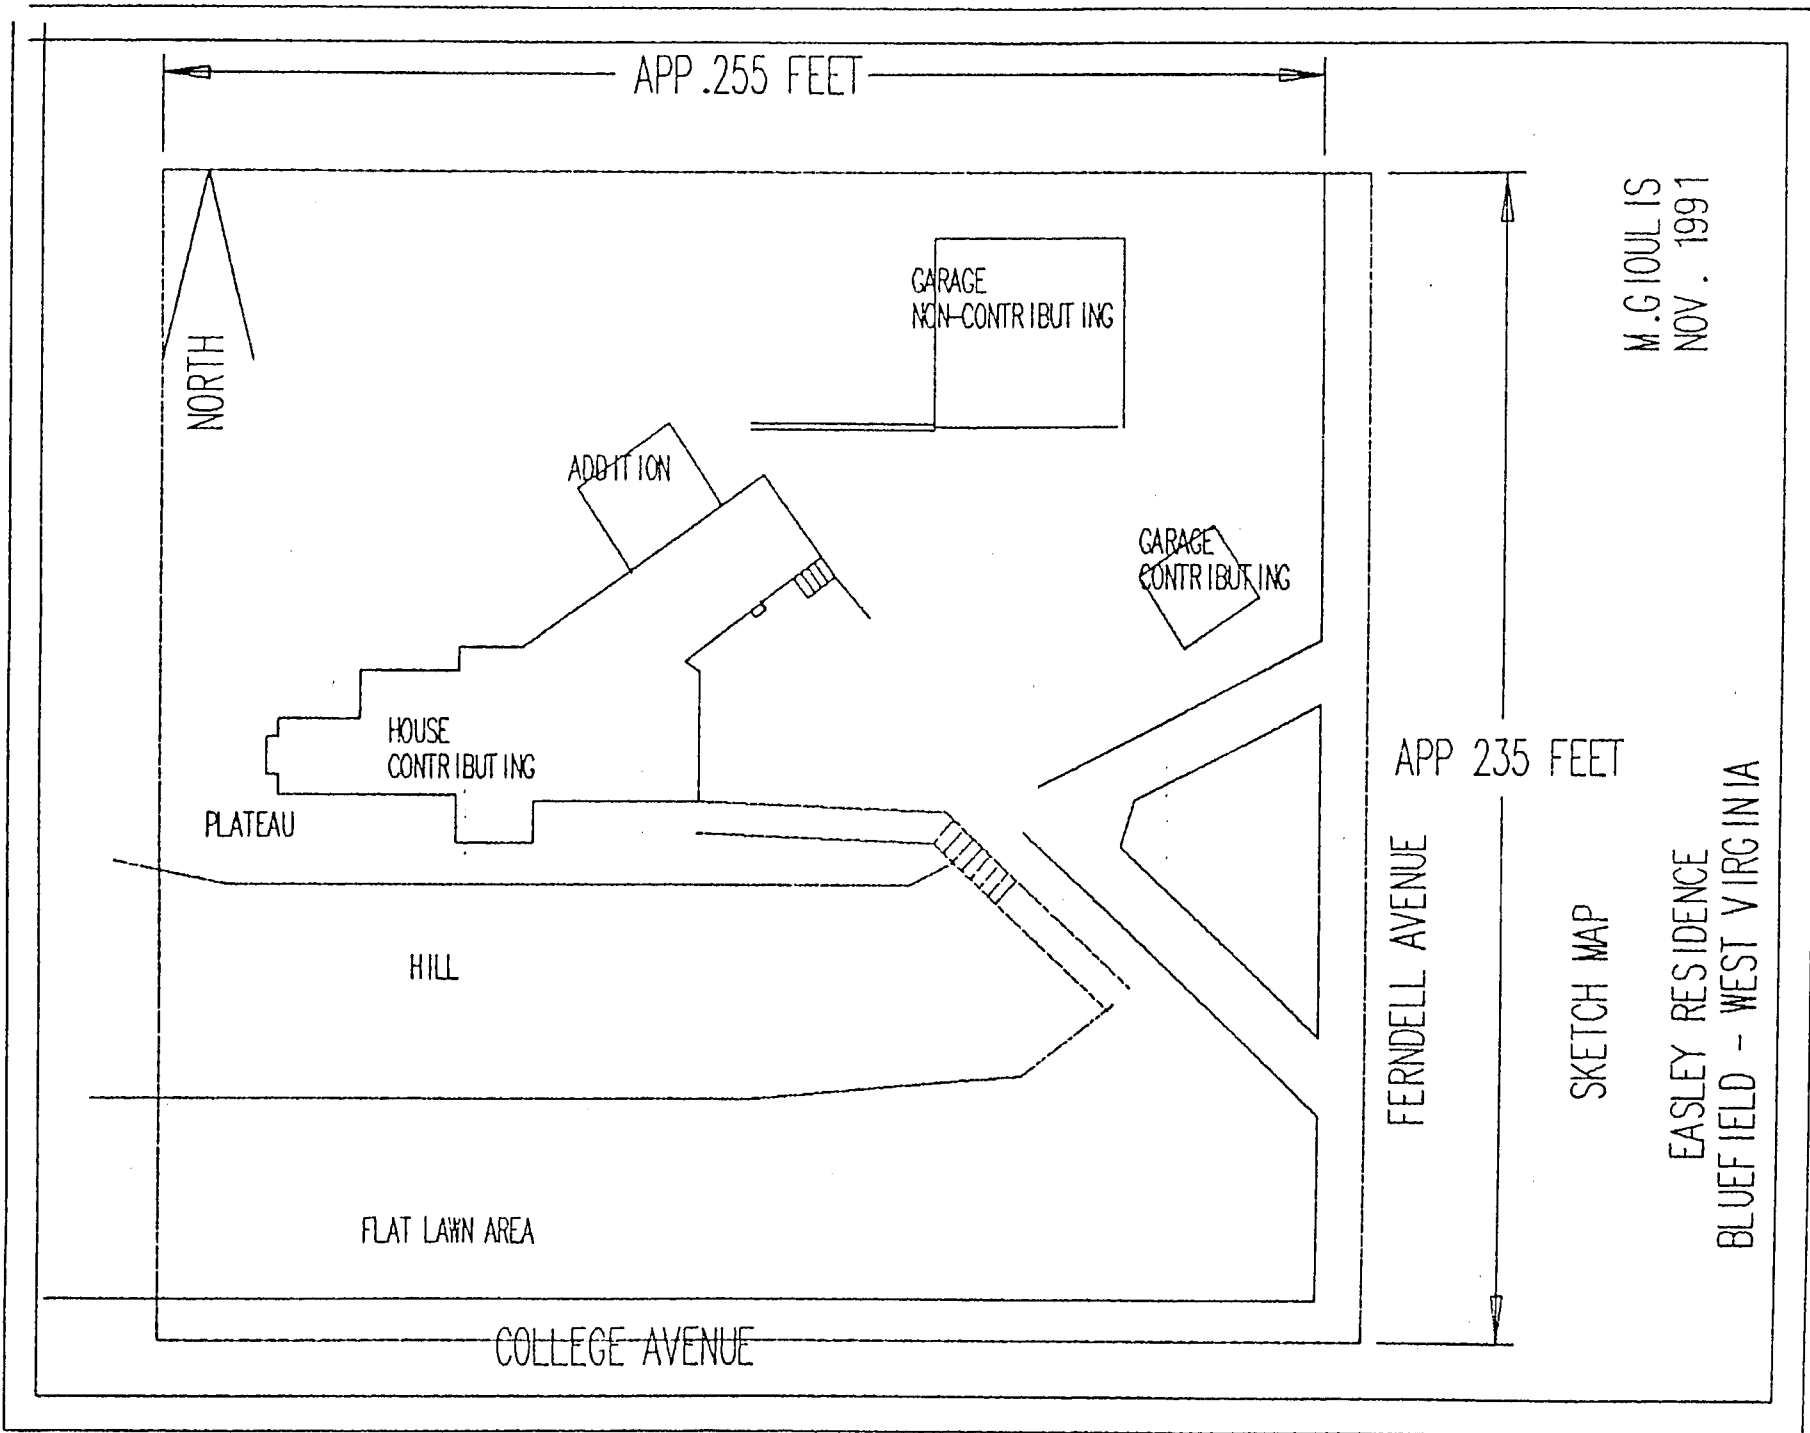 APP.255 FEET
M.GIOULIS
NOV. 1991
NORTH
GARAGE
NON-CONTRIBUTING
ADDITION
GARAGE
CONTRIBUTING
HOUSE
CONTRIBUTING
PLATEAU
APP 235 FEET
HILL
FERNDELL AVENUE
SKETCH MAP
EASLEY RESIDENCE
BLUEFIELD - WEST VIRGINIA
FLAT LAWN AREA
COLLEGE AVENUE